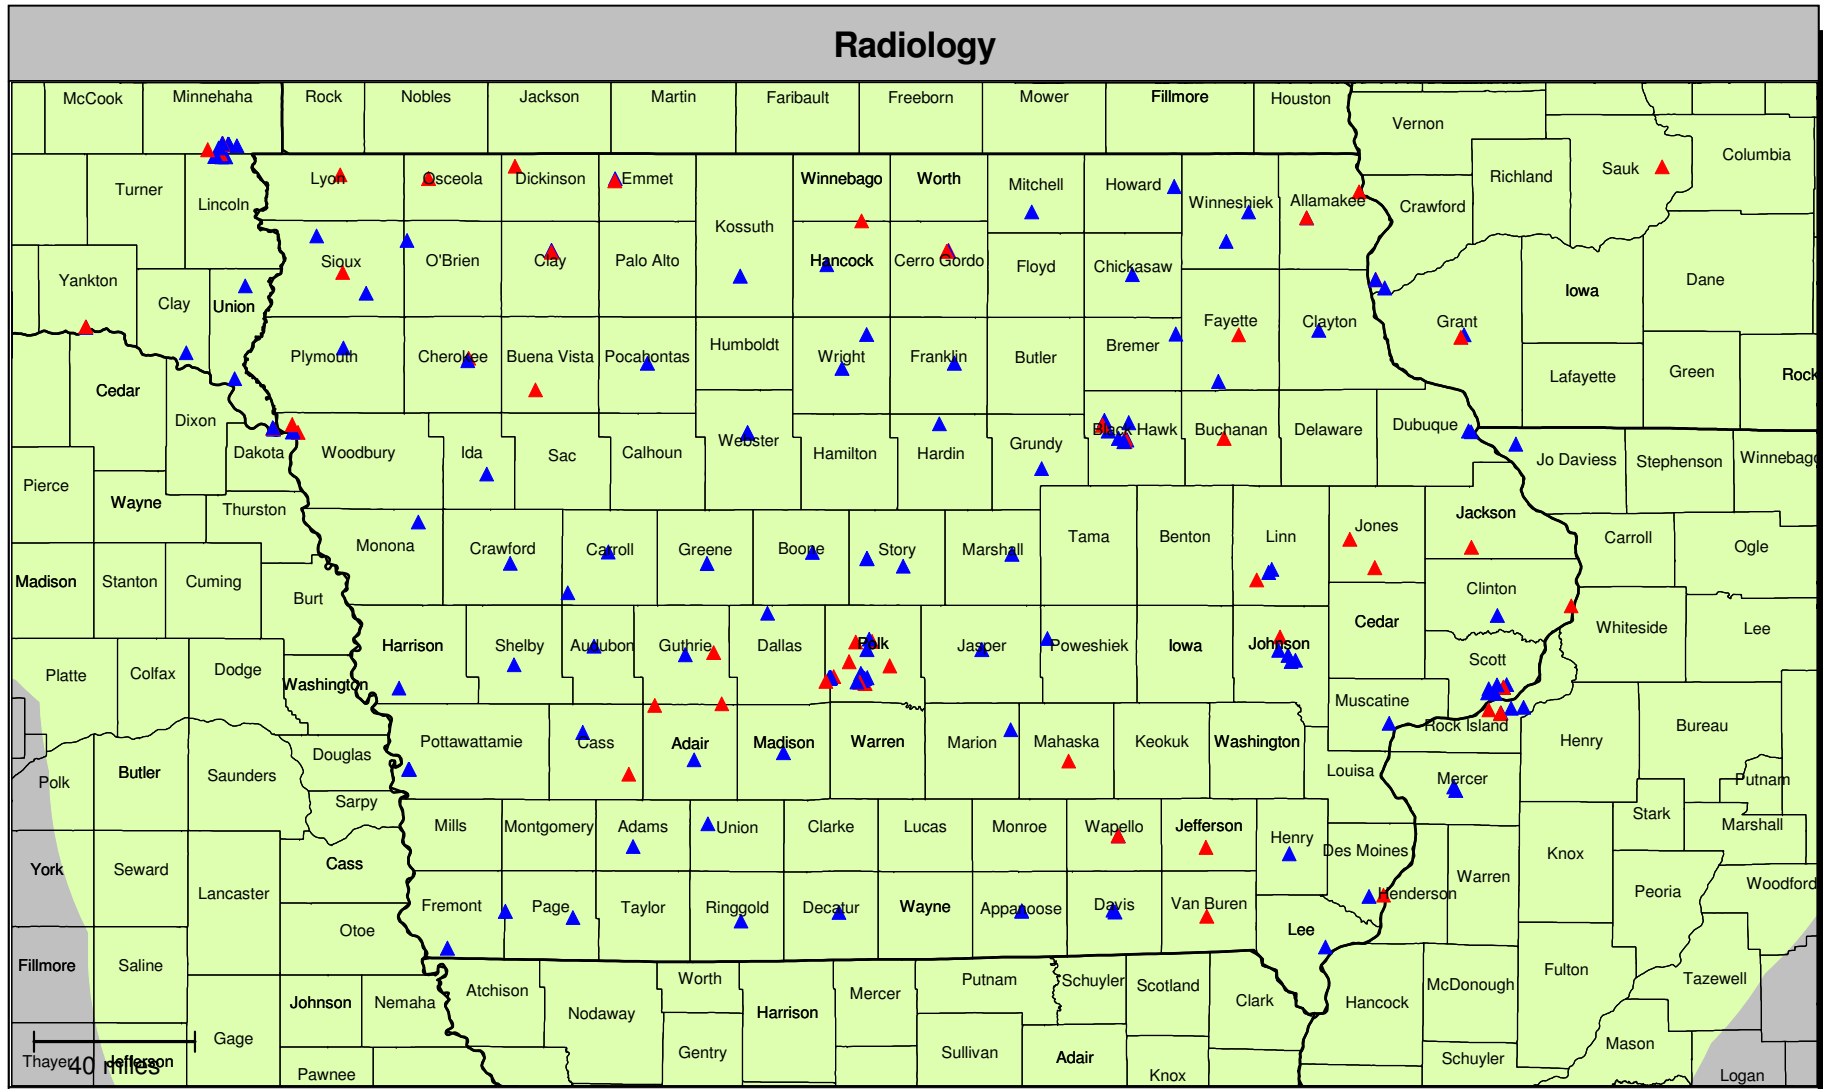 Radiology
McCook Minnehaha Rock Nobles Jackson Martin Faribault Freeborn Mower Fillmore Houston
Vernon
Columbia
Sauk
Richland
Turner Lyon Osceola Dickinson Emmet Winnebago Worth Mitchell Howard
Lincoln Winneshiek Allamakee Crawford
Kossuth
Yankton Sioux O'Brien Clay Palo Alto Hancock Cerro Gordo Floyd Chickasaw Dane
Clay Union Iowa
Fayette Clayton Grant
Plymouth Cherokee Buena Vista Pocahontas Humboldt Wright Franklin Butler Bremer
Cedar Lafayette Green Rock
Dixon Dubuque
Dakota Woodbury Ida Sac Calhoun Webster Hamilton Hardin Grundy Black Hawk Buchanan Delaware
Jo Daviess Stephenson Winnebago
Pierce
Wayne Thurston Jackson
Monona Crawford Carroll Greene Boone Story Marshall Tama Benton Linn Jones Carroll Ogle
Madison Stanton Cuming Burt Clinton
Harrison Shelby Audubon Guthrie Dallas Polk Jasper Poweshiek Iowa Johnson Cedar Whiteside Lee
Platte Colfax Dodge Scott
Washington Muscatine
Rock Island Bureau
Douglas Pottawattamie Cass Adair Madison Warren Marion Mahaska Keokuk Washington Henry
Polk Butler Saunders Louisa Mercer Putnam
Sarpy Mills Montgomery Adams Union Clarke Lucas Monroe Wapello Jefferson Henry Stark Marshall
Des Moines Knox
York Seward Cass Warren Peoria Woodford
Lancaster Henderson
Fremont Page Taylor Ringgold Decatur Wayne Appanoose Davis Van Buren
Otoe Lee
Fillmore Saline Fulton Tazewell
Johnson Nemaha Atchison Nodaway Worth Harrison Mercer Putnam Schuyler Scotland Clark Hancock McDonough
Gage Gentry Sullivan Adair Mason
Thayer Jefferson Schuyler
40 miles
Pawnee Knox Logan